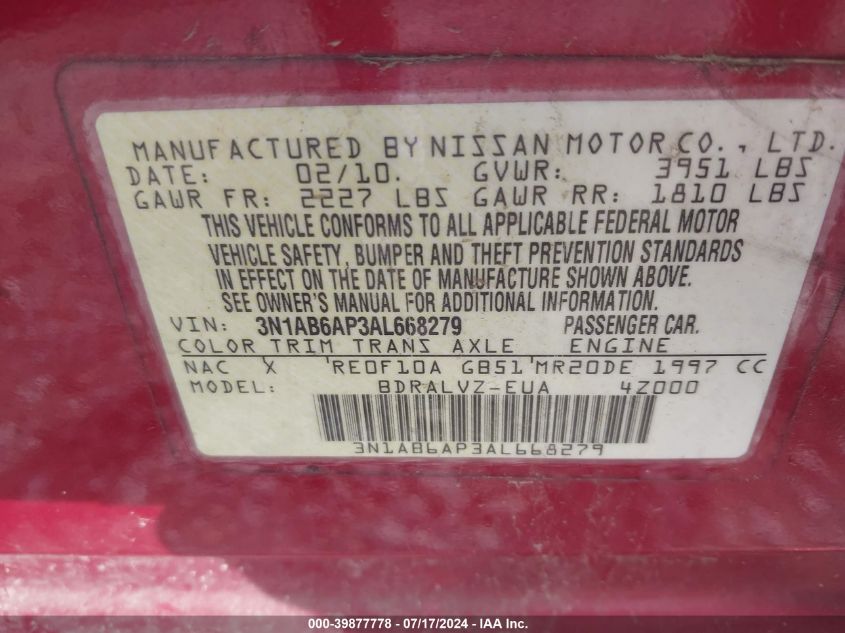 MANUFACTURED BY NISSAN MOTOR CO., LTD.
DATE: 02/10. GVWR: 3951 LBS
GAWR FR: 2227 LBS GAWR RR: 1810 LBS
THIS VEHICLE CONFORMS TO ALL APPLICABLE FEDERAL MOTOR
VEHICLE SAFETY, BUMPER AND THEFT PREVENTION STANDARDS
IN EFFECT ON THE DATE OF MANUFACTURE SHOWN ABOVE.
SEE OWNER'S MANUAL FOR ADDITIONAL INFORMATION.
VIN: 3N1AB6AP3AL668279 PASSENGER CAR.
COLOR TRIM TRANS AXLE ENGINE
NAC X RE0F10A GB51 MR20DE 1997 CC
MODEL: BDRALVZ-EUA 4Z000
3N1AB6AP3AL668279
000-39877778 - 07/17/2024 - IAA Inc.